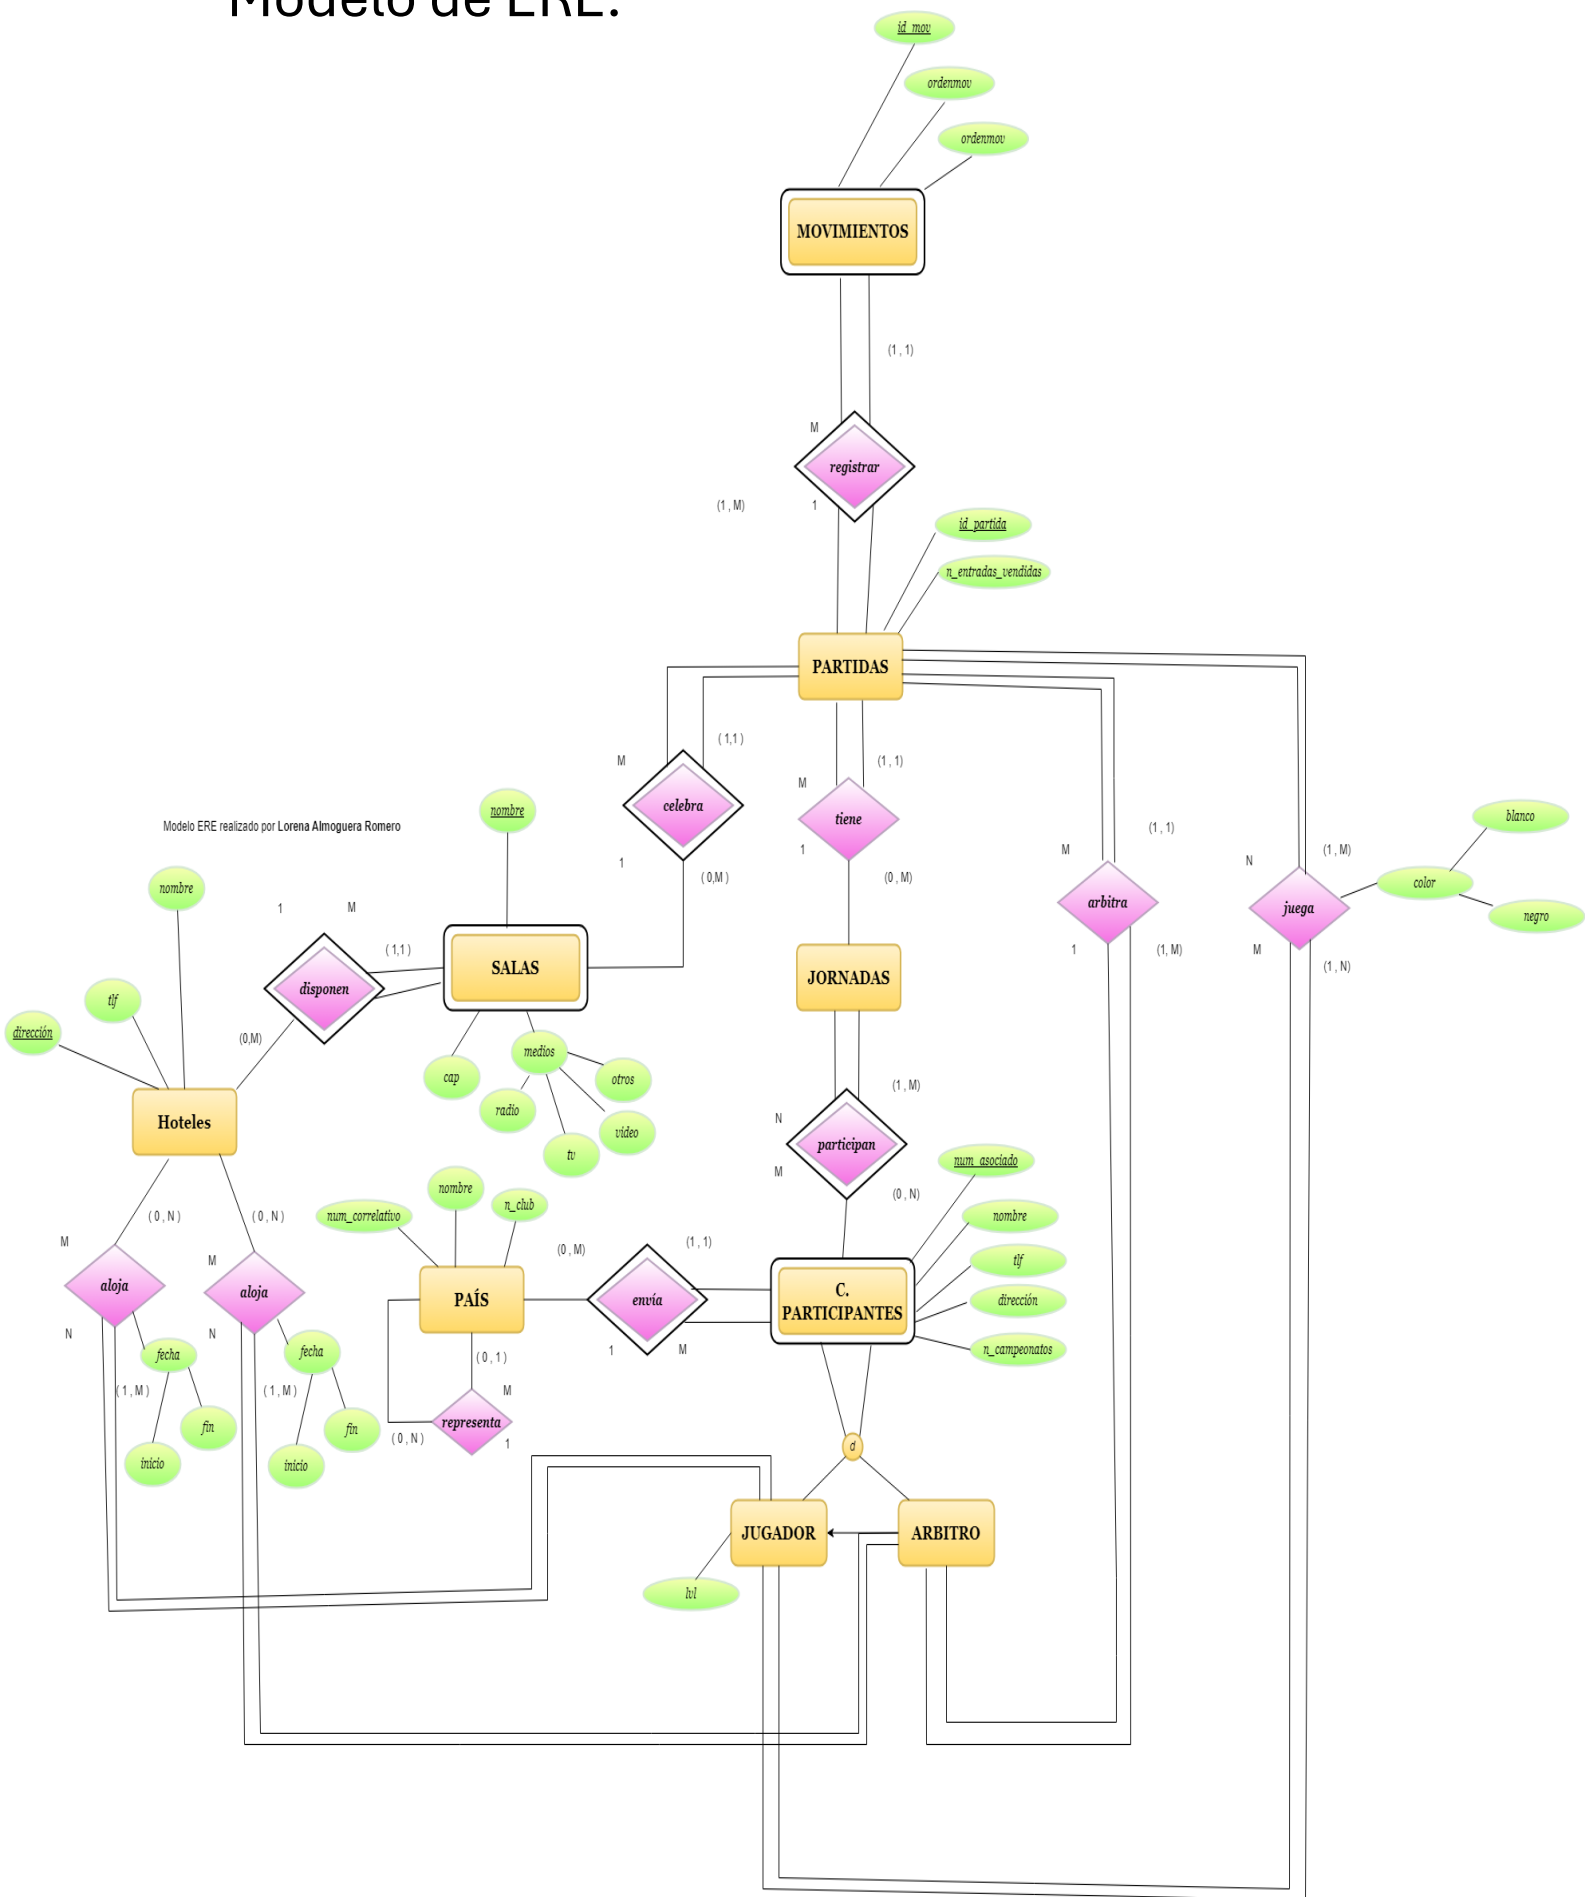 Modelo de ERE:
id_mov
ordenmov
ordenmov
MOVIMIENTOS
(1 , 1)
M
registrar
(1 , M)
1
id_partida
n_entradas_vendidas
PARTIDAS
( 1,1 )
M
(1 , 1)
M
celebra
tiene
nombre
Modelo ERE realizado por Lorena Almoguera Romero
1
( 0,M )
1
(0 , M)
(1 , 1)
M
arbitra
1
(1, M)
blanco
color
negro
(1 , M)
N
juega
M
(1 , N)
nombre
tlf
dirección
1
M
( 1,1 )
disponen
(0,M)
SALAS
JORNADAS
cap
medios
otros
radio
video
tv
Hoteles
(1 , M)
N
participan
M
(0 , N)
num_asociado
nombre
tlf
dirección
n_campeonatos
num_correlativo
nombre
n_club
( 0 , N )
( 0 , N )
M
aloja
N
M
aloja
N
fecha
( 1 , M )
inicio
fin
fecha
( 1 , M )
inicio
fin
PAÍS
(0 , M)
envía
(1 , 1)
1
M
C.
PARTICIPANTES
( 0 , 1 )
M
representa
( 0 , N )
1
d
JUGADOR
ARBITRO
lvl